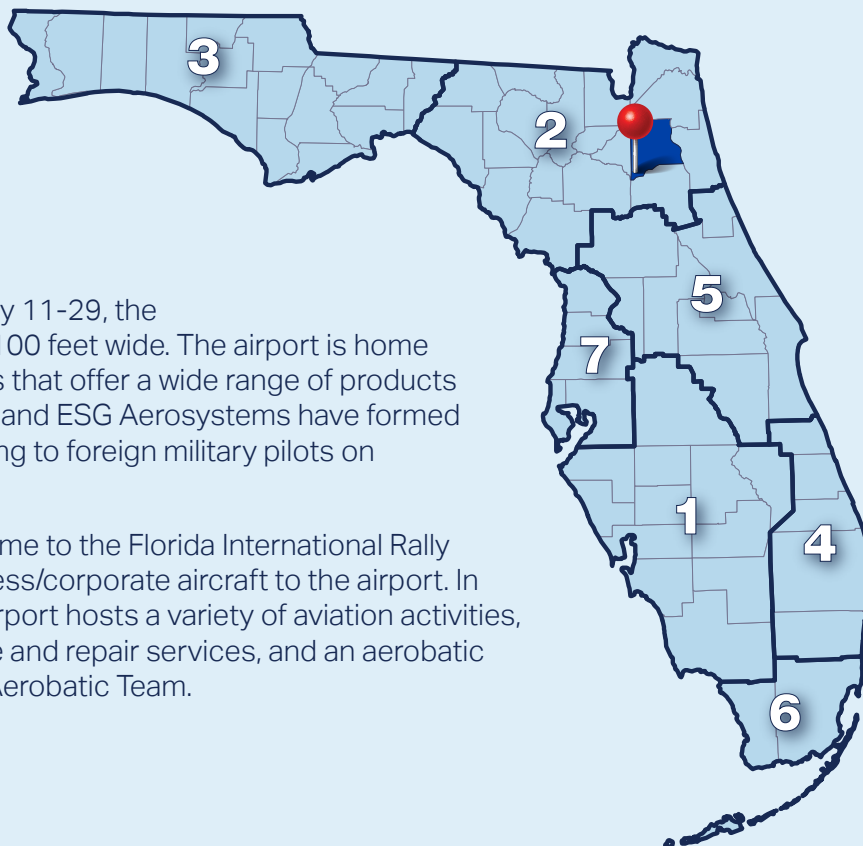 3
2
5
7
1
4
6
y 11-29, the
100 feet wide. The airport is home
s that offer a wide range of products
and ESG Aerosystems have formed
ng to foreign military pilots on
me to the Florida International Rally
ess/corporate aircraft to the airport. In
rport hosts a variety of aviation activities,
e and repair services, and an aerobatic
Aerobatic Team.